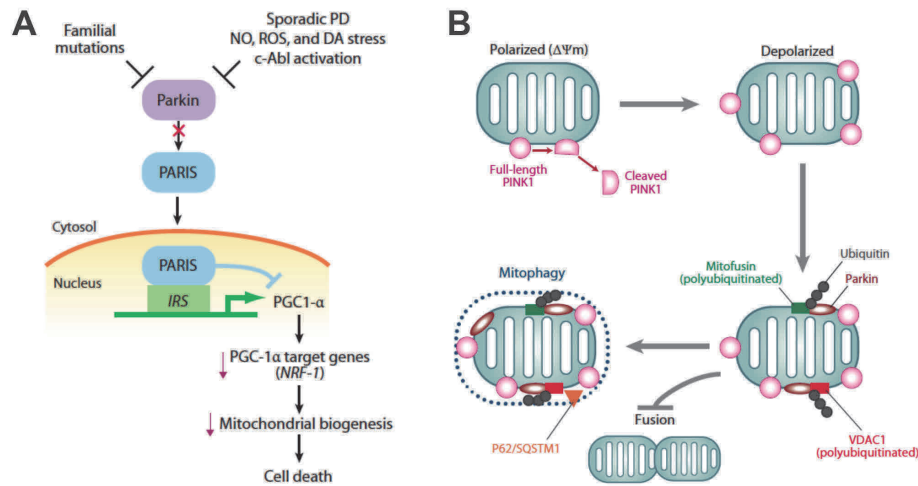 A
Familial
mutations
Sporadic PD
NO, ROS, and DA stress
c-Abl activation
Parkin
PARIS
Cytosol
Nucleus
PARIS
IRS
PGC1-α
PGC-1α target genes
(NRF-1)
Mitochondrial biogenesis
Cell death
B
Polarized (ΔΨm)
Depolarized
Full-length
PINK1
Cleaved
PINK1
Mitophagy
Mitofusin
(polyubiquitinated)
Ubiquitin
Parkin
Fusion
P62/SQSTM1
VDAC1
(polyubiquitinated)